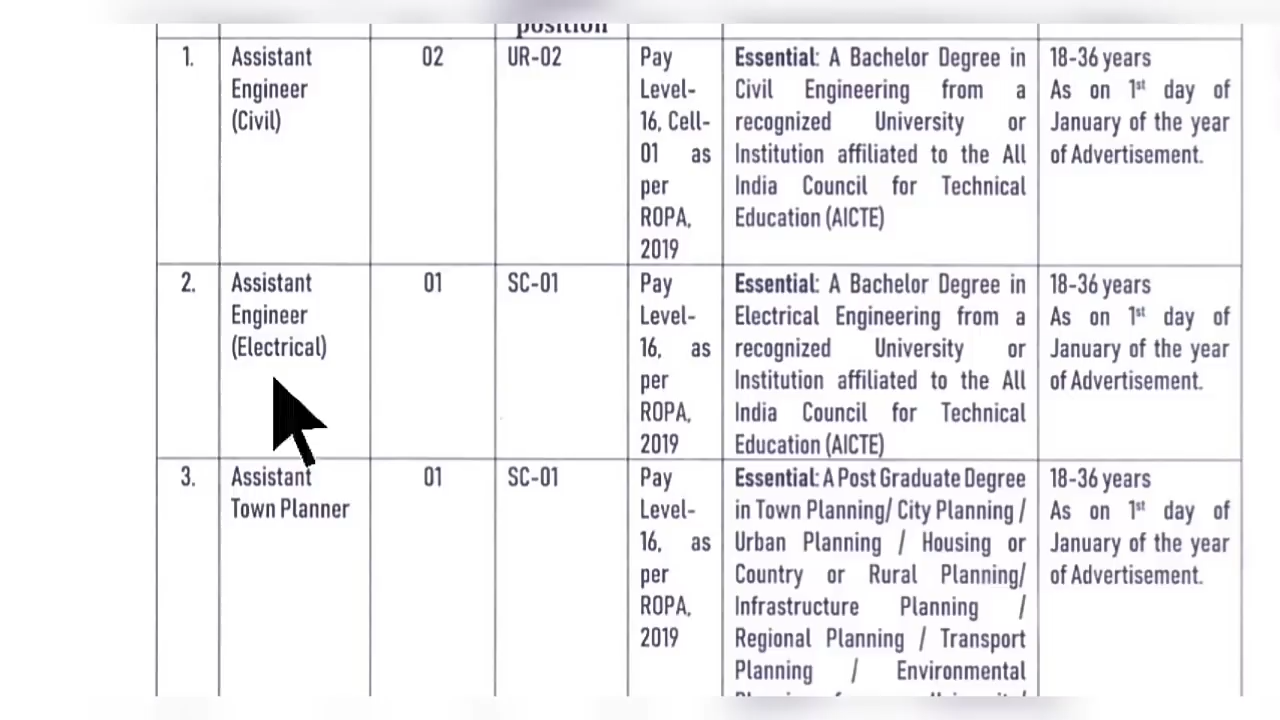 position
1. Assistant Engineer (Civil) 02 UR-02 Pay Level-16, Cell-01 as per ROPA, 2019 Essential: A Bachelor Degree in Civil Engineering from a recognized University or Institution affiliated to the All India Council for Technical Education (AICTE) 18-36 years As on 1st day of January of the year of Advertisement.
2. Assistant Engineer (Electrical) 01 SC-01 Pay Level-16, as per ROPA, 2019 Essential: A Bachelor Degree in Electrical Engineering from a recognized University or Institution affiliated to the All India Council for Technical Education (AICTE) 18-36 years As on 1st day of January of the year of Advertisement.
3. Assistant Town Planner 01 SC-01 Pay Level-16, as per ROPA, 2019 Essential: A Post Graduate Degree in Town Planning/ City Planning / Urban Planning / Housing or Country or Rural Planning/ Infrastructure Planning / Regional Planning / Transport Planning / Environmental 18-36 years As on 1st day of January of the year of Advertisement.